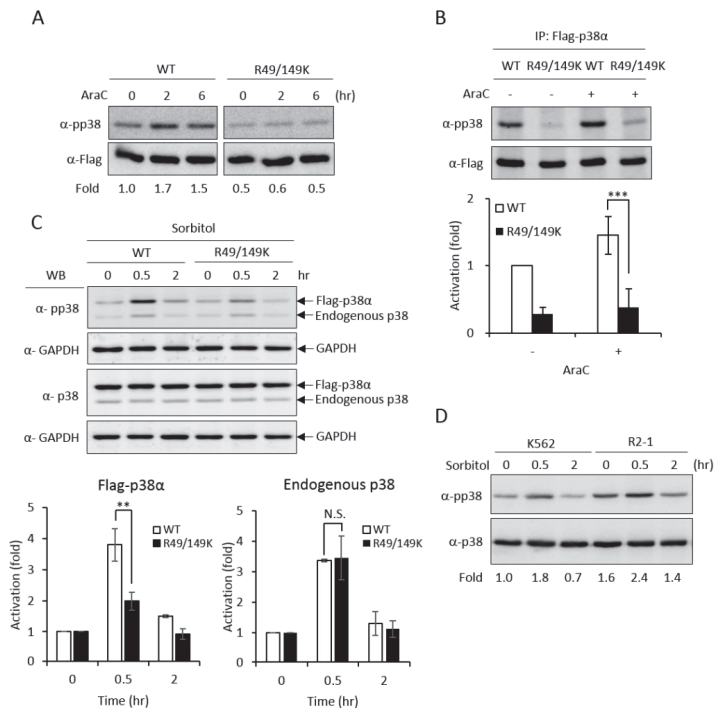 A
WT R49/149K
AraC 0 2 6 0 2 6 (hr)
α-pp38
α-Flag
Fold 1.0 1.7 1.5 0.5 0.6 0.5
B
IP: Flag-p38α
WT R49/149K WT R49/149K
AraC - - + +
α-pp38
α-Flag
***
WT
R49/149K
Activation (fold)
2
1
0
- +
AraC
C
Sorbitol
WT R49/149K
WB 0 0.5 2 0 0.5 2 hr
α- pp38
Flag-p38α
Endogenous p38
α- GAPDH GAPDH
α- p38
Flag-p38α
Endogenous p38
α- GAPDH GAPDH
Flag-p38α
**
WT
R49/149K
Activation (fold)
5
4
3
2
1
0
0 0.5 2
Time (hr)
Endogenous p38
N.S.
WT
R49/149K
Activation (fold)
5
4
3
2
1
0
0 0.5 2
Time (hr)
D
K562 R2-1
Sorbitol 0 0.5 2 0 0.5 2 (hr)
α-pp38
α-p38
Fold 1.0 1.8 0.7 1.6 2.4 1.4